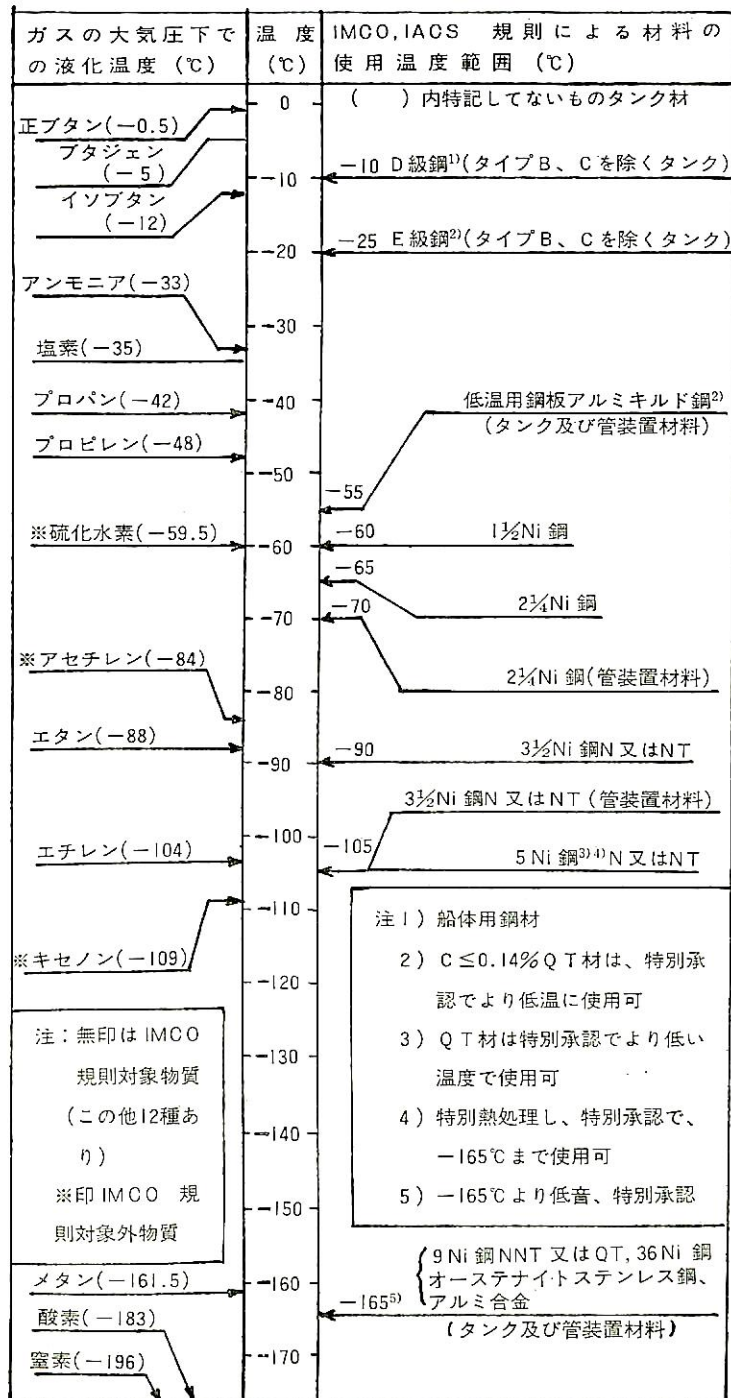 ガスの大気圧下で
の液化温度 (℃)
温度
(℃)
IMCO,IACS 規則による材料の
使用温度範囲 (℃)
正ブタン(−0.5)
ブタジェン
(−5)
イソブタン
(−12)
アンモニア(−33)
塩素(−35)
プロパン(−42)
プロピレン(−48)
※硫化水素(−59.5)
※アセチレン(−84)
エタン(−88)
エチレン(−104)
※キセノン(−109)
注：無印は IMCO
規則対象物質
(この他12種あ
り)
※印 IMCO 規
則対象外物質
メタン(−161.5)
酸素(−183)
窒素(−196)
0
−10
−20
−30
−40
−50
−60
−70
−80
−90
−100
−110
−120
−130
−140
−150
−160
−170
( )内特記してないものタンク材
−10 D級鋼1)(タイプB、Cを除くタンク)
−25 E級鋼2)(タイプB、Cを除くタンク)
低温用鋼板アルミキルド鋼2)
(タンク及び管装置材料)
−55
−60 1½Ni 鋼
−65
2¼Ni 鋼
−70
2¼Ni 鋼(管装置材料)
−90 3½Ni 鋼N 又はNT
3½Ni 鋼N 又はNT (管装置材料)
−105
5 Ni 鋼3)4)N 又はNT
注 1) 船体用鋼材
2) C≤0.14% QT材は、特別承
認でより低温に使用可
3) QT材は特別承認でより低い
温度で使用可
4) 特別熱処理し、特別承認で、
−165℃まで使用可
5) −165℃より低音、特別承認
9 Ni 鋼NNT 又は QT, 36 Ni 鋼
オーステナイトステンレス鋼、
アルミ合金
−165 5)
(タンク及び管装置材料)